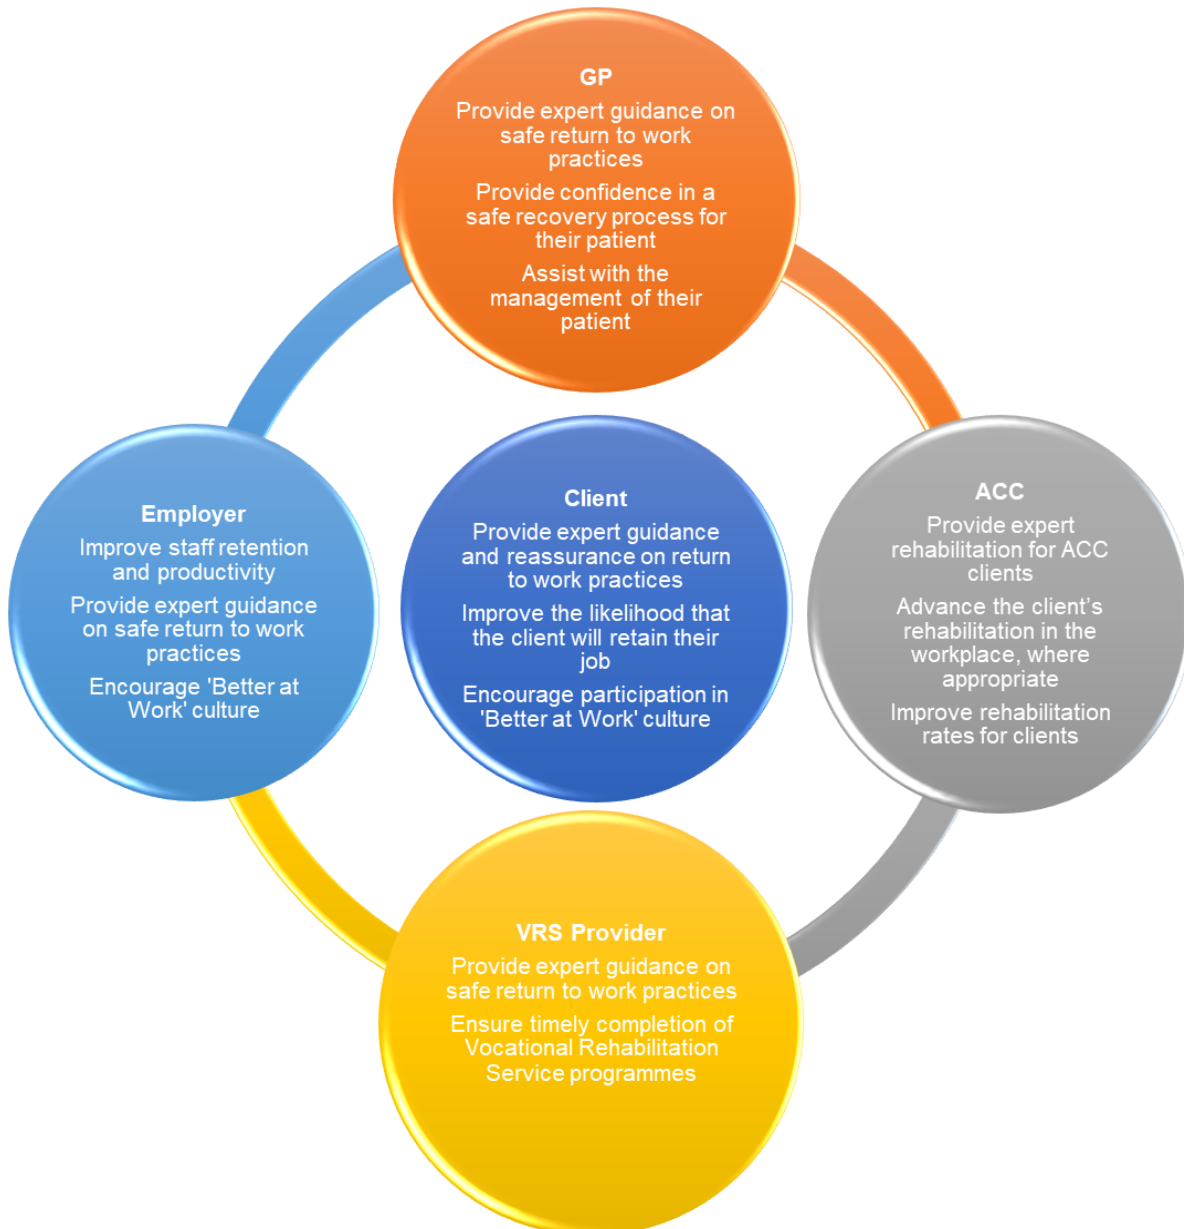 GP
Provide expert guidance on
safe return to work
practices
Provide confidence in a
safe recovery process for
their patient
Assist with the
management of their
patient
Employer
Improve staff retention
and productivity
Provide expert guidance
on safe return to work
practices
Encourage 'Better at
Work' culture
Client
Provide expert guidance
and reassurance on return
to work practices
Improve the likelihood that
the client will retain their
job
Encourage participation in
'Better at Work' culture
ACC
Provide expert
rehabilitation for ACC
clients
Advance the client’s
rehabilitation in the
workplace, where
appropriate
Improve rehabilitation
rates for clients
VRS Provider
Provide expert guidance on
safe return to work practices
Ensure timely completion of
Vocational Rehabilitation
Service programmes